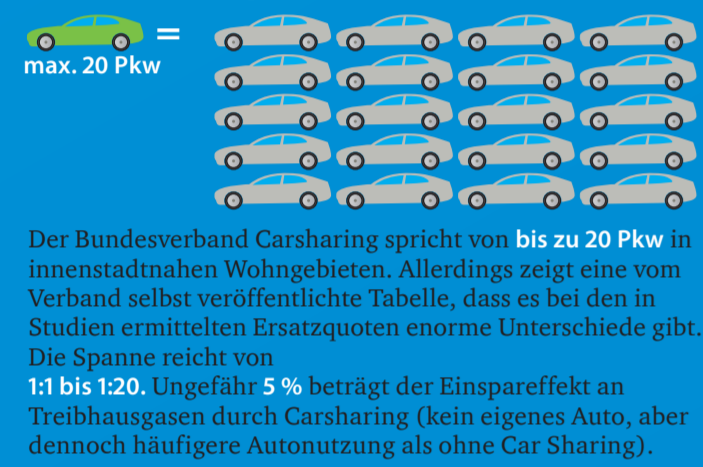 =
max. 20 Pkw
Der Bundesverband Carsharing spricht von bis zu 20 Pkw in
innenstadtnahen Wohngebieten. Allerdings zeigt eine vom
Verband selbst veröffentlichte Tabelle, dass es bei den in
Studien ermittelten Ersatzquoten enorme Unterschiede gibt.
Die Spanne reicht von
1:1 bis 1:20. Ungefähr 5 % beträgt der Einspareffekt an
Treibhausgasen durch Carsharing (kein eigenes Auto, aber
dennoch häufigere Autonutzung als ohne Car Sharing).